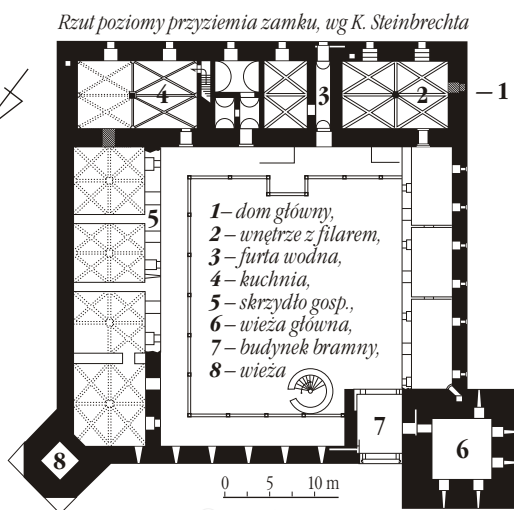 Rzut poziomy przyziemia zamku, wg K. Steinbrechta
1
2
3
4
5
1 – dom główny,
2 – wnętrze z filarem,
3 – furta wodna,
4 – kuchnia,
5 – skrzydło gosp.,
6 – wieża główna,
7 – budynek bramny,
8 – wieża
7
6
8
0 5 10 m